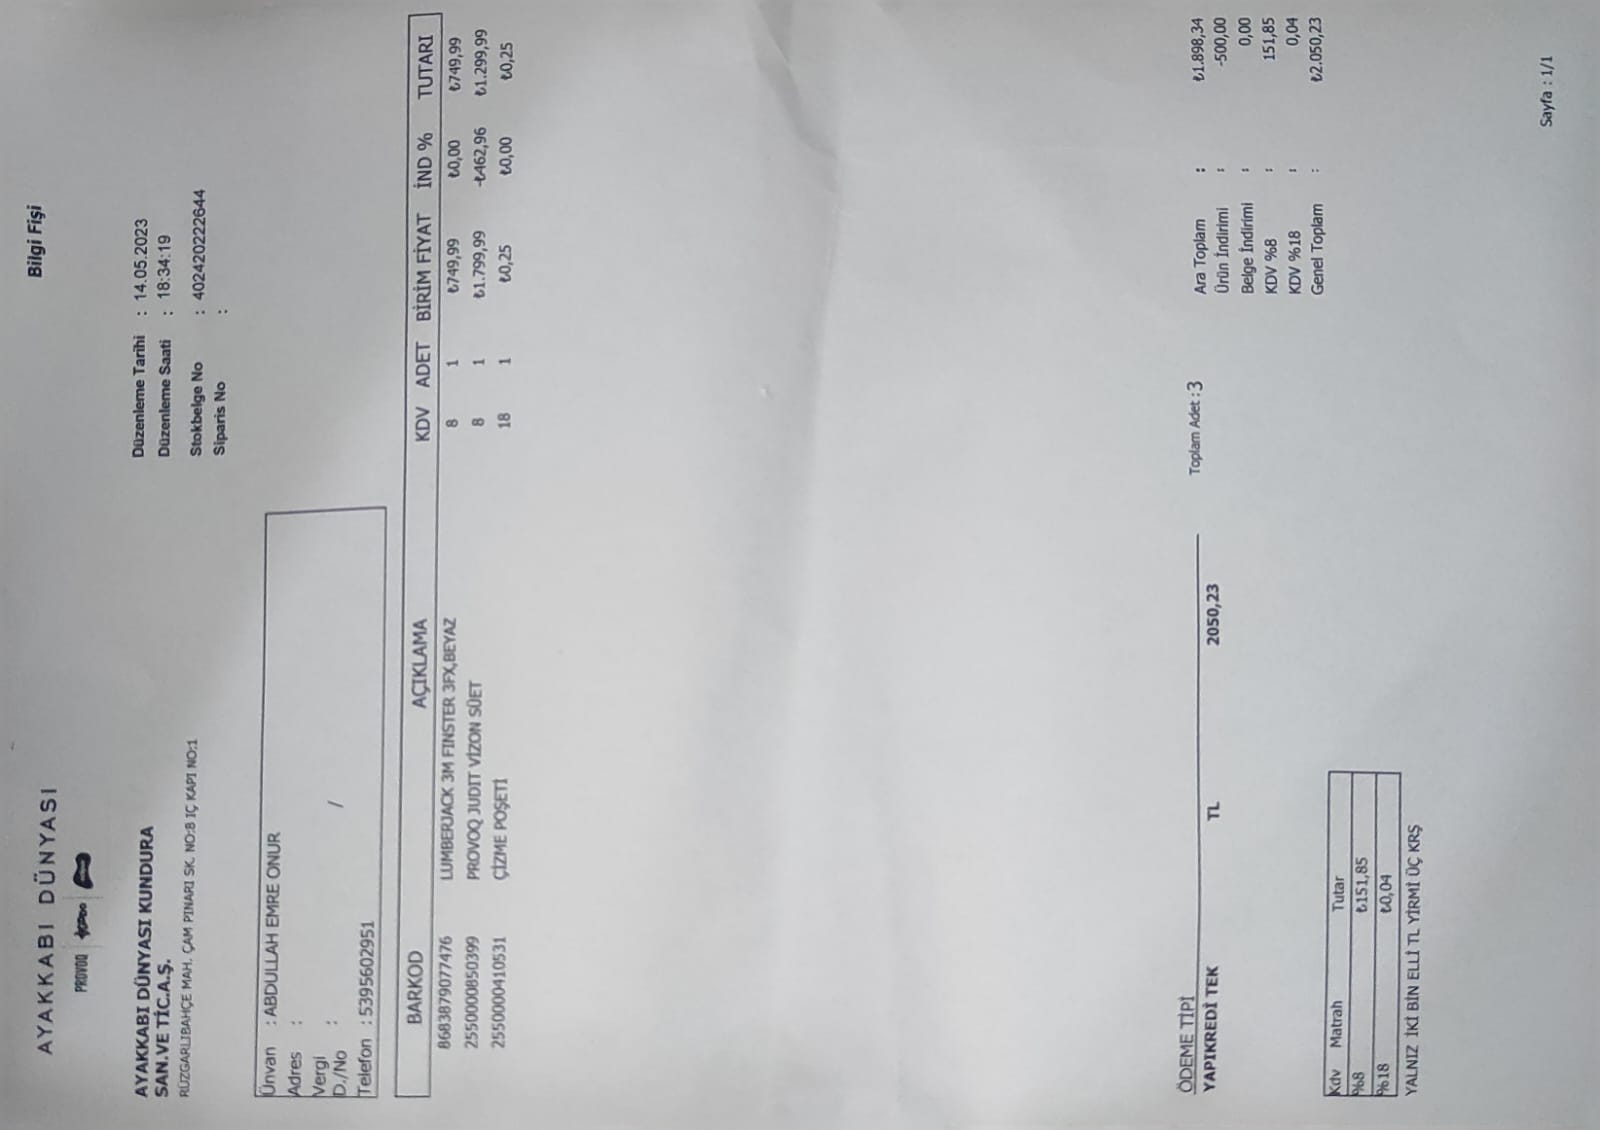 AYAKKABI DÜNYASI
PROVOQ
Bilgi Fişi
AYAKKABI DÜNYASI KUNDURA
SAN.VE TİC.A.Ş.
RÜZGARLIBAHÇE MAH. ÇAM PINARI SK. NO:8 IÇ KAPI NO:1
Düzenleme Tarihi : 14.05.2023
Düzenleme Saati : 18:34:19
Stokbelge No : 402420222644
Siparis No :
Ünvan : ABDULLAH EMRE ONUR
Adres :
Vergi
D./No : /
Telefon : 5395602951
BARKOD AÇIKLAMA KDV ADET BİRİM FİYAT İND % TUTARI
8683879077476 LUMBERJACK 3M FINSTER 3FX,BEYAZ 8 1 ₺749,99 ₺0,00 ₺749,99
2550000850399 PROVOQ JUDIT VİZON SÜET 8 1 ₺1.799,99 -₺462,96 ₺1.299,99
2550000410531 ÇİZME POŞETİ 18 1 ₺0,25 ₺0,00 ₺0,25
ÖDEME TİPİ
YAPIKREDİ TEK TL 2050,23
Toplam Adet :3
Ara Toplam : ₺1.898,34
Ürün İndirimi : -500,00
Belge İndirimi : 0,00
KDV %8 : 151,85
KDV %18 : 0,04
Genel Toplam : ₺2.050,23
Kdv Matrah Tutar
%8 ₺151,85
%18 ₺0,04
YALNIZ İKİ BİN ELLİ TL YİRMİ ÜÇ KRŞ
Sayfa : 1/1